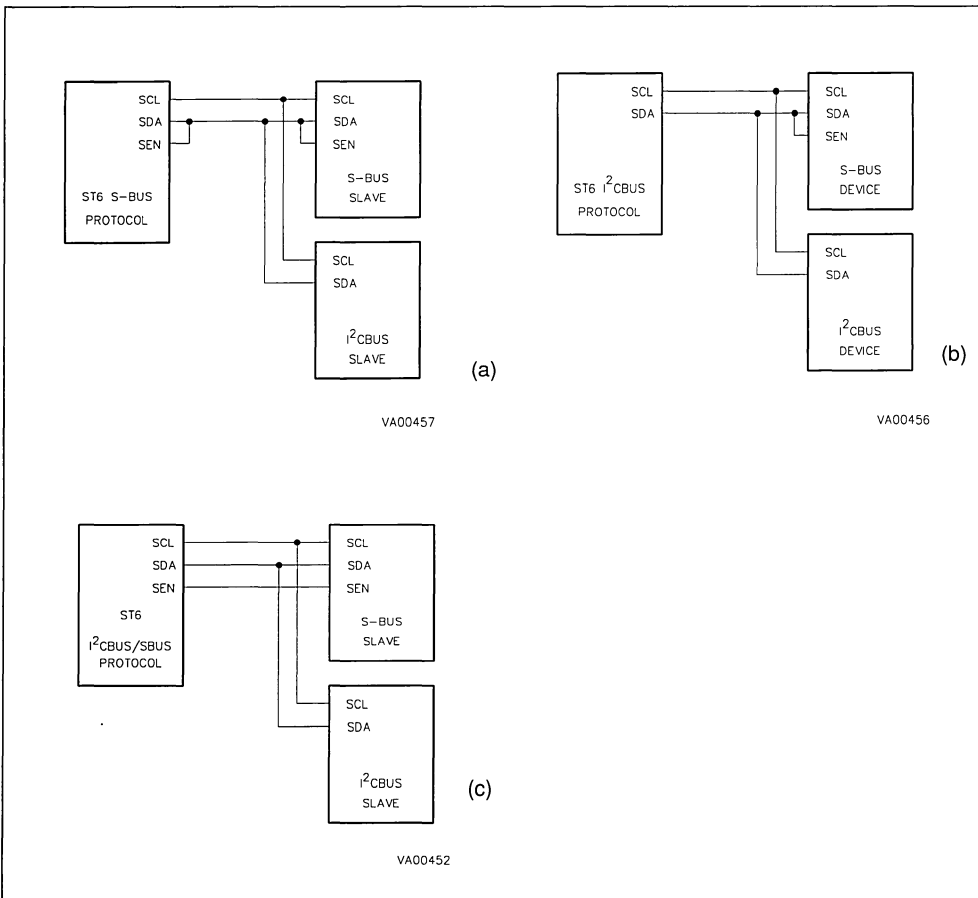 SCL
SDA
SEN
ST6 S-BUS
PROTOCOL
SCL
SDA
SEN
S-BUS
SLAVE
SCL
SDA
I²CBUS
SLAVE
(a)
VA00457
SCL
SDA
ST6 I²CBUS
PROTOCOL
SCL
SDA
SEN
S-BUS
DEVICE
SCL
SDA
I²CBUS
DEVICE
(b)
VA00456
SCL
SDA
SEN
ST6
I²CBUS/SBUS
PROTOCOL
SCL
SDA
SEN
S-BUS
SLAVE
SCL
SDA
I²CBUS
SLAVE
(c)
VA00452